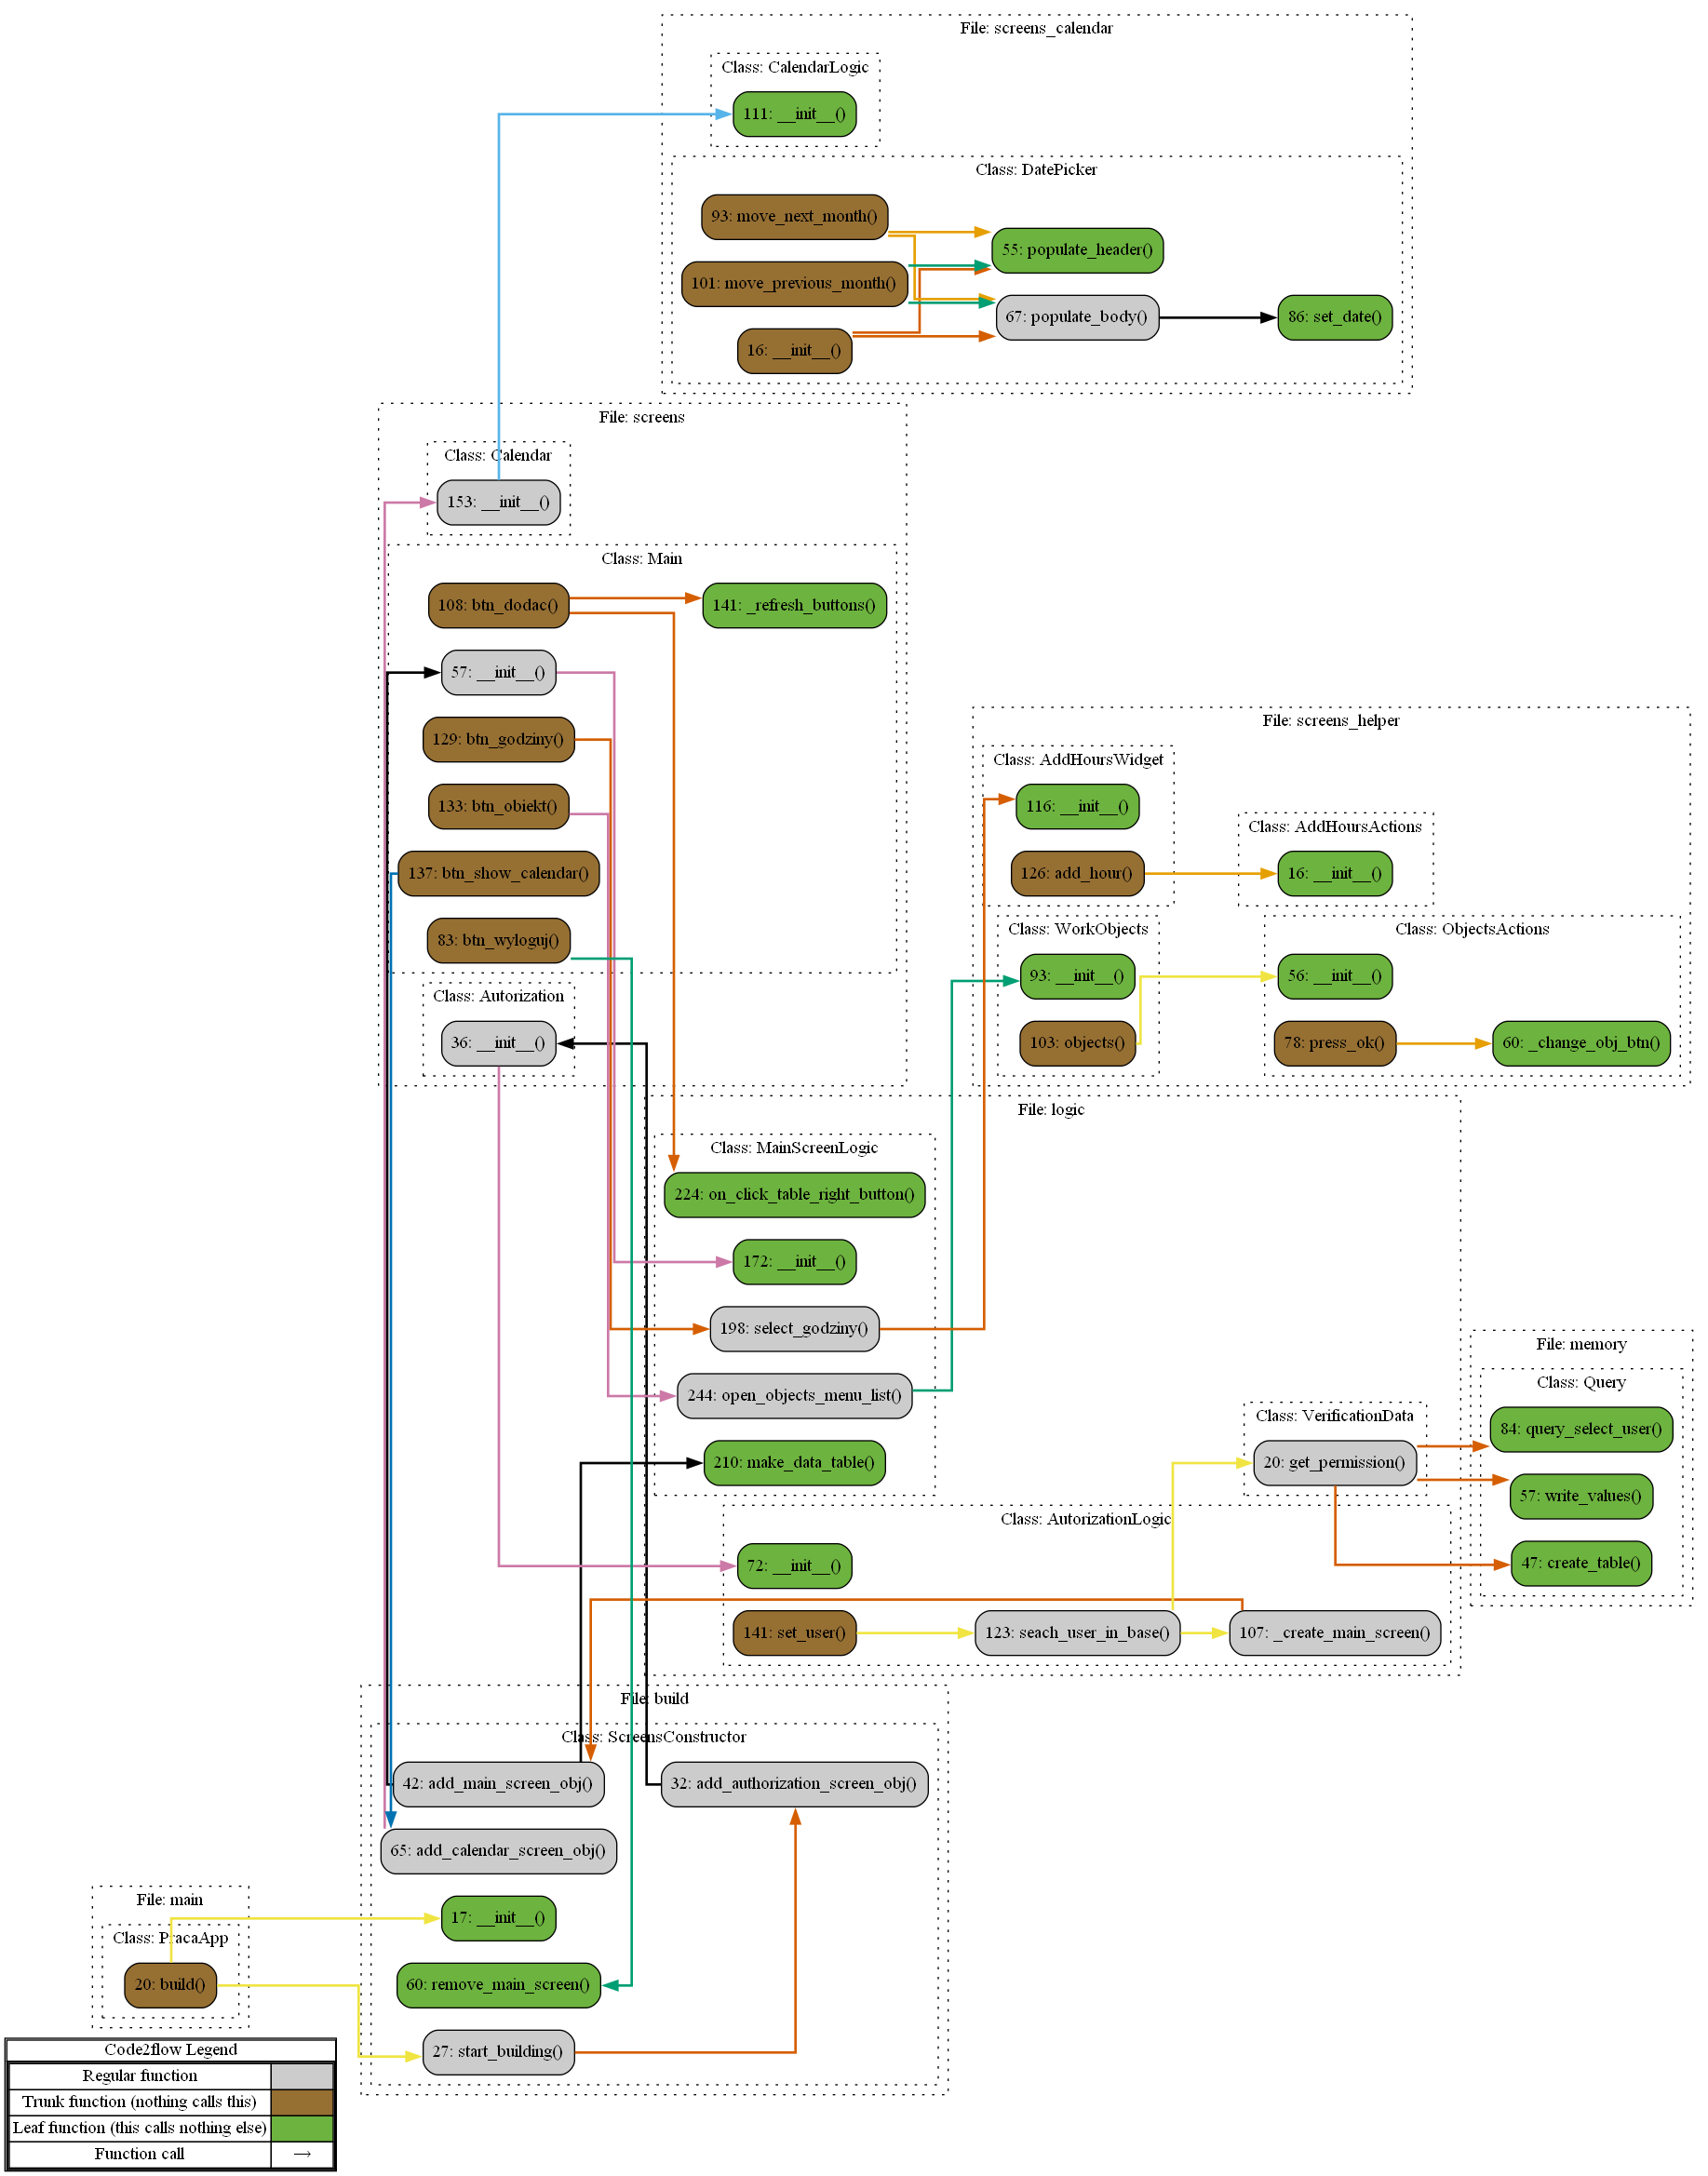 File: screens_calendar
Class: CalendarLogic
111: __init__()
Class: DatePicker
93: move_next_month()
55: populate_header()
101: move_previous_month()
67: populate_body()
86: set_date()
16: __init__()
File: screens
Class: Calendar
153: __init__()
Class: Main
108: btn_dodac()
141: _refresh_buttons()
57: __init__()
129: btn_godziny()
133: btn_obiekt()
137: btn_show_calendar()
83: btn_wyloguj()
Class: Autorization
36: __init__()
File: screens_helper
Class: AddHoursWidget
116: __init__()
126: add_hour()
Class: AddHoursActions
16: __init__()
Class: WorkObjects
93: __init__()
103: objects()
Class: ObjectsActions
56: __init__()
78: press_ok()
60: _change_obj_btn()
File: logic
Class: MainScreenLogic
224: on_click_table_right_button()
172: __init__()
198: select_godziny()
244: open_objects_menu_list()
210: make_data_table()
Class: VerificationData
20: get_permission()
Class: AutorizationLogic
72: __init__()
141: set_user()
123: seach_user_in_base()
107: _create_main_screen()
File: memory
Class: Query
84: query_select_user()
57: write_values()
47: create_table()
File: build
Class: ScreensConstructor
42: add_main_screen_obj()
32: add_authorization_screen_obj()
65: add_calendar_screen_obj()
17: __init__()
60: remove_main_screen()
27: start_building()
File: main
Class: PracaApp
20: build()
Code2flow Legend
Regular function
Trunk function (nothing calls this)
Leaf function (this calls nothing else)
Function call →